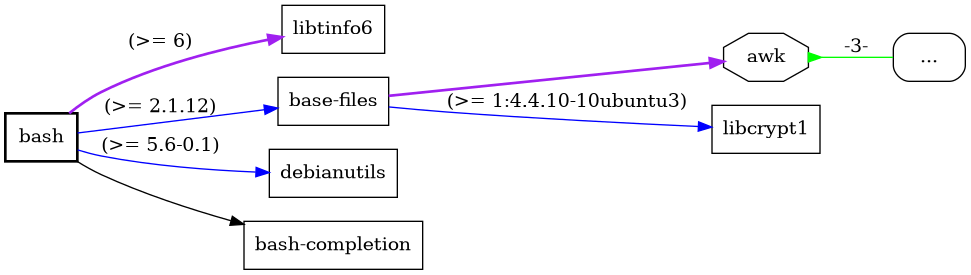 libtinfo6
(>= 6)
-3-
awk
...
base-files
(>= 2.1.12)
(>= 1:4.4.10-10ubuntu3)
bash
libcrypt1
(>= 5.6-0.1)
debianutils
bash-completion